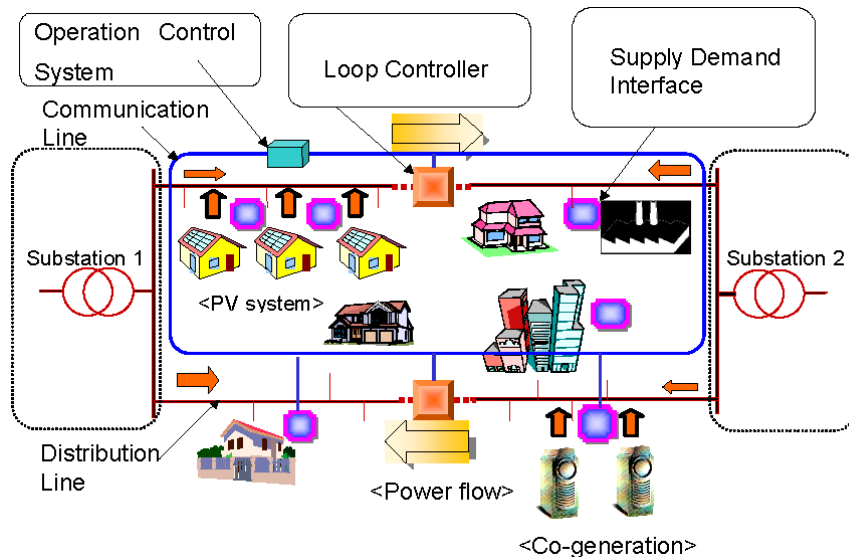 Operation Control
System
Loop Controller
Supply Demand
Interface
Communication
Line
Substation 1
Substation 2
<PV system>
Distribution
Line
<Power flow>
<Co-generation>